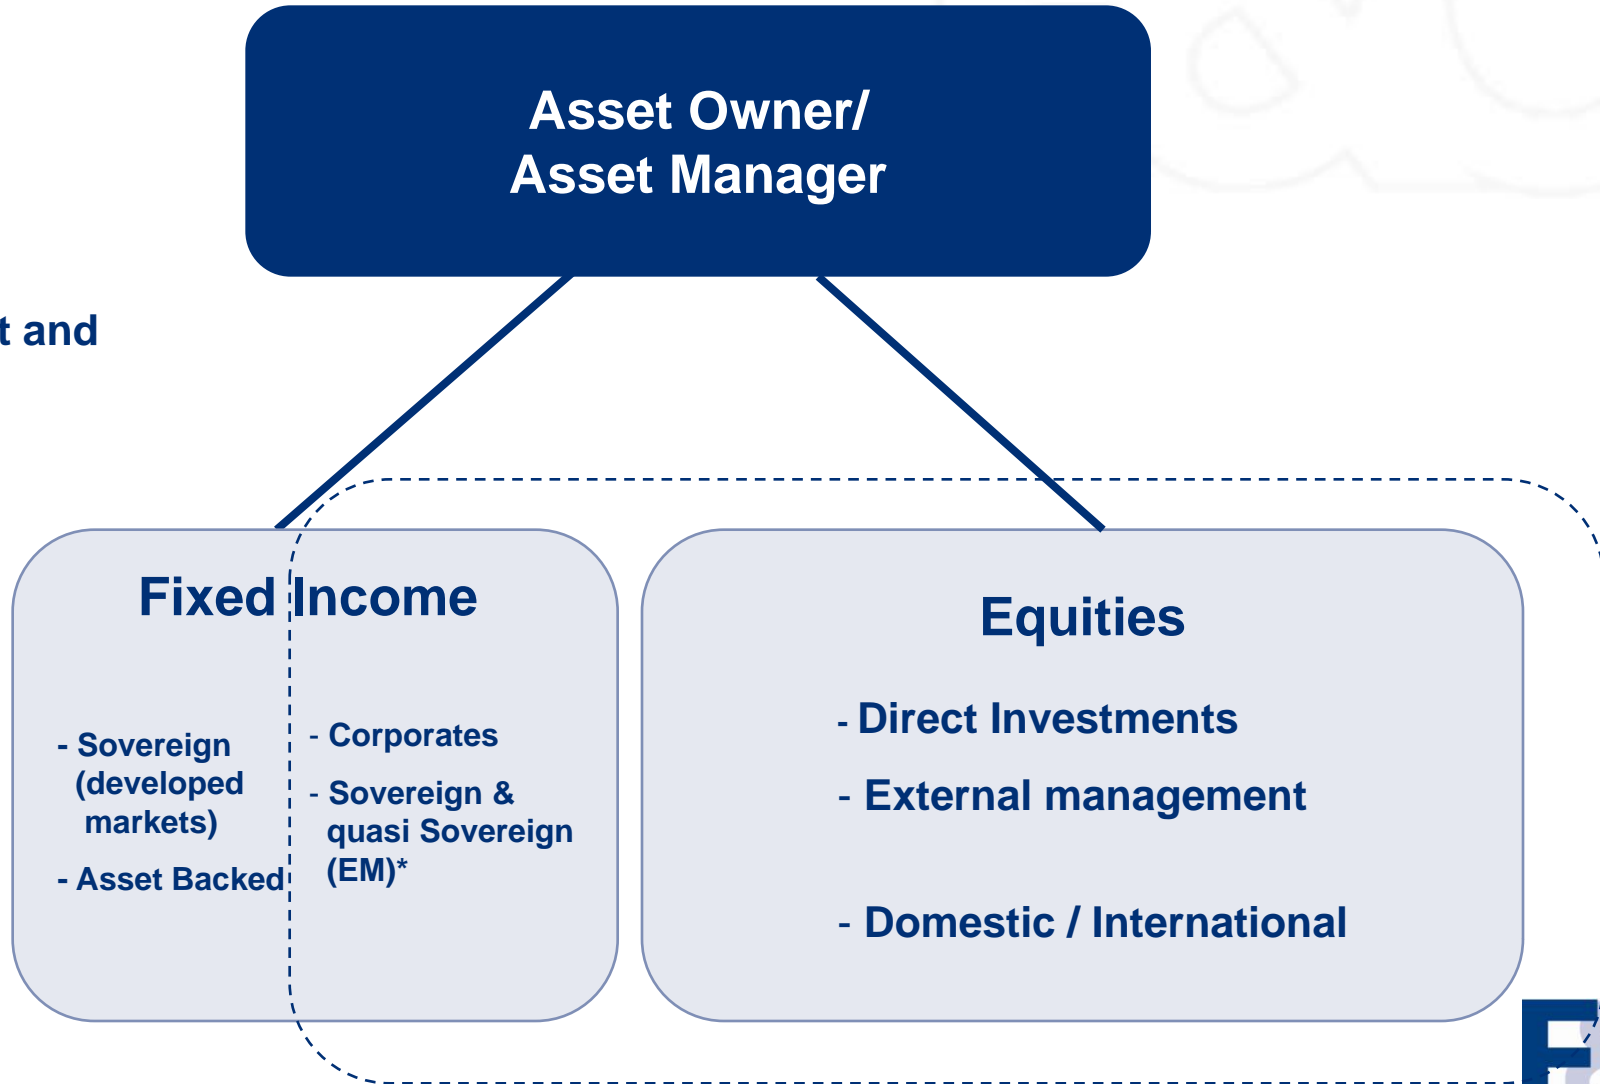 Asset Owner/
Asset Manager
t and
Fixed Income
- Sovereign
(developed
markets)
- Asset Backed
- Corporates
- Sovereign &
quasi Sovereign
(EM)*
Equities
- Direct Investments
- External management
- Domestic / International
F